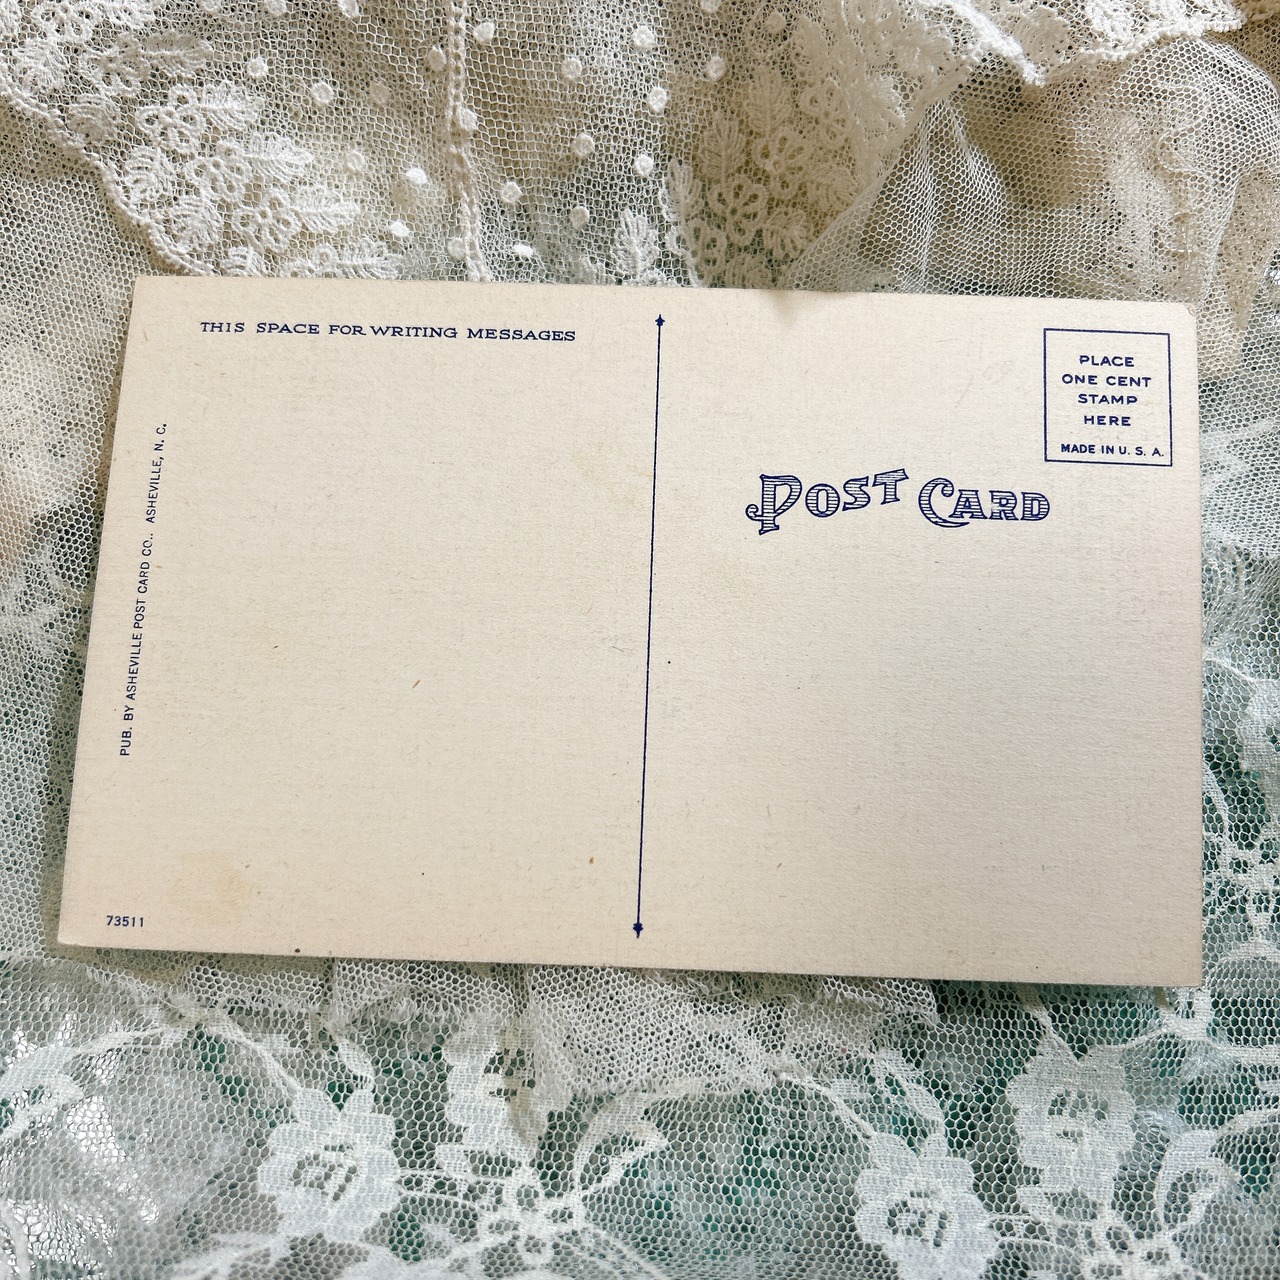 THIS SPACE FOR WRITING MESSAGES
PUB. BY ASHEVILLE POST CARD CO., ASHEVILLE, N. C.
73511
POST CARD
PLACE
ONE CENT
STAMP
HERE
MADE IN U. S. A.